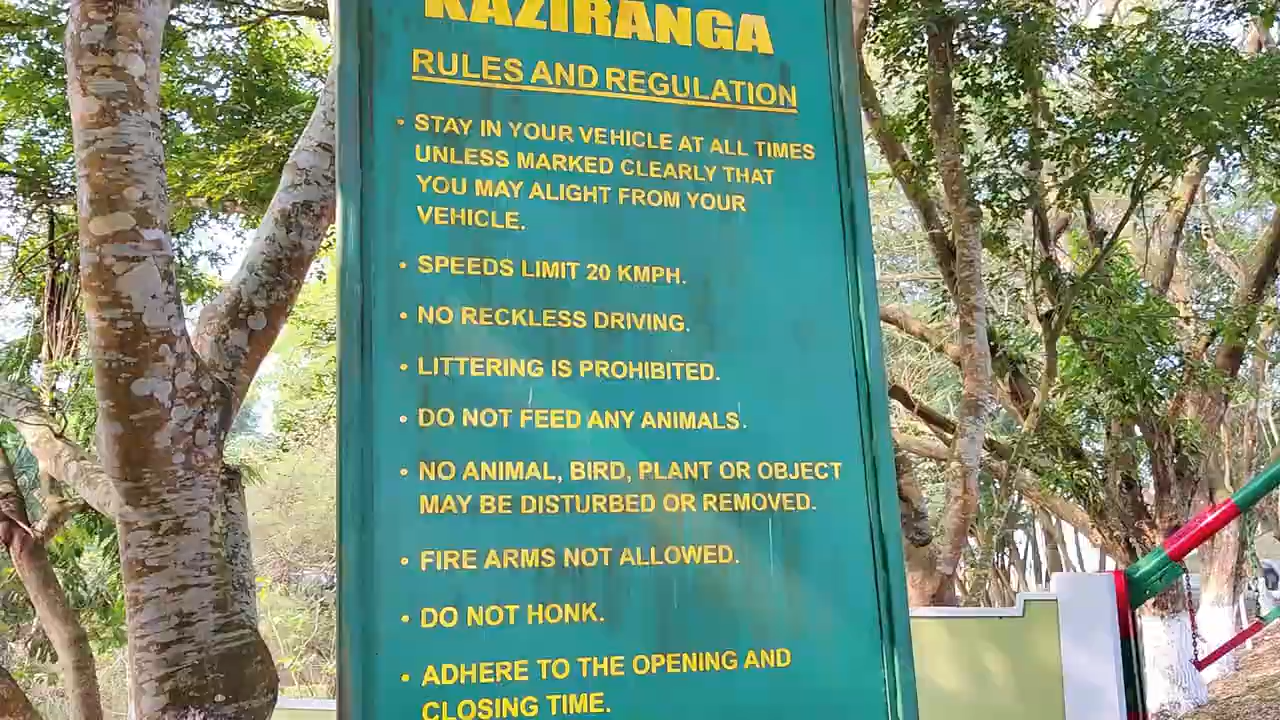 KAZIRANGA
RULES AND REGULATION
• STAY IN YOUR VEHICLE AT ALL TIMES
UNLESS MARKED CLEARLY THAT
YOU MAY ALIGHT FROM YOUR
VEHICLE.
• SPEEDS LIMIT 20 KMPH.
• NO RECKLESS DRIVING.
• LITTERING IS PROHIBITED.
• DO NOT FEED ANY ANIMALS.
• NO ANIMAL, BIRD, PLANT OR OBJECT
MAY BE DISTURBED OR REMOVED.
• FIRE ARMS NOT ALLOWED.
• DO NOT HONK.
• ADHERE TO THE OPENING AND
CLOSING TIME.